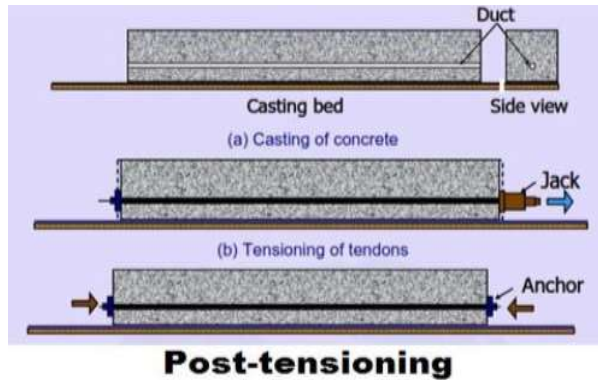 Duct
Casting bed
Side view
(a) Casting of concrete
Jack
(b) Tensioning of tendons
Anchor
Post-tensioning